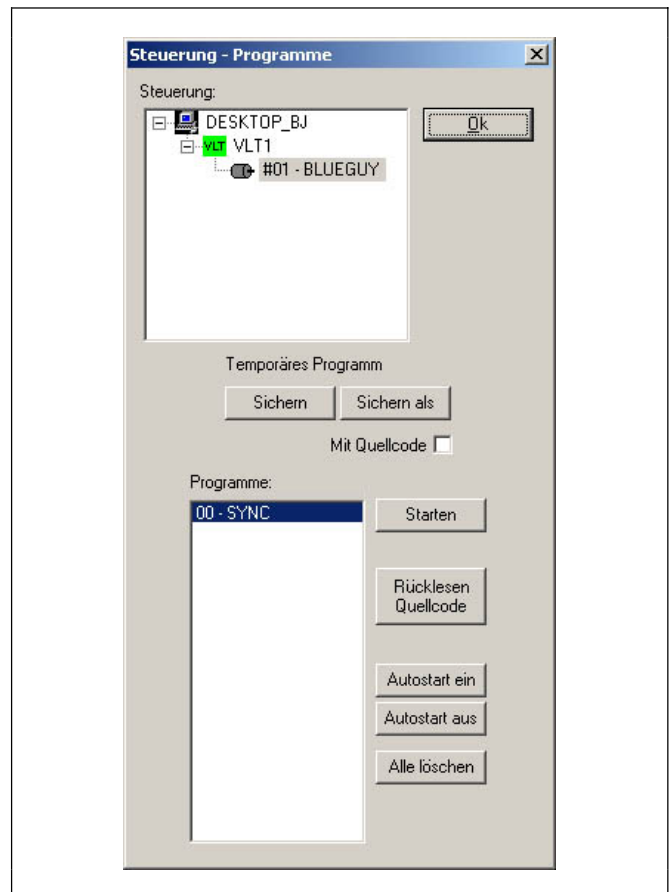 Steuerung - Programme
Steuerung:
DESKTOP_BJ
Ok
VLT VLT1
#01 - BLUEGUY
Temporäres Programm
Sichern
Sichern als
Mit Quellcode
Programme:
00 - SYNC
Starten
Rücklesen
Quellcode
Autostart ein
Autostart aus
Alle löschen